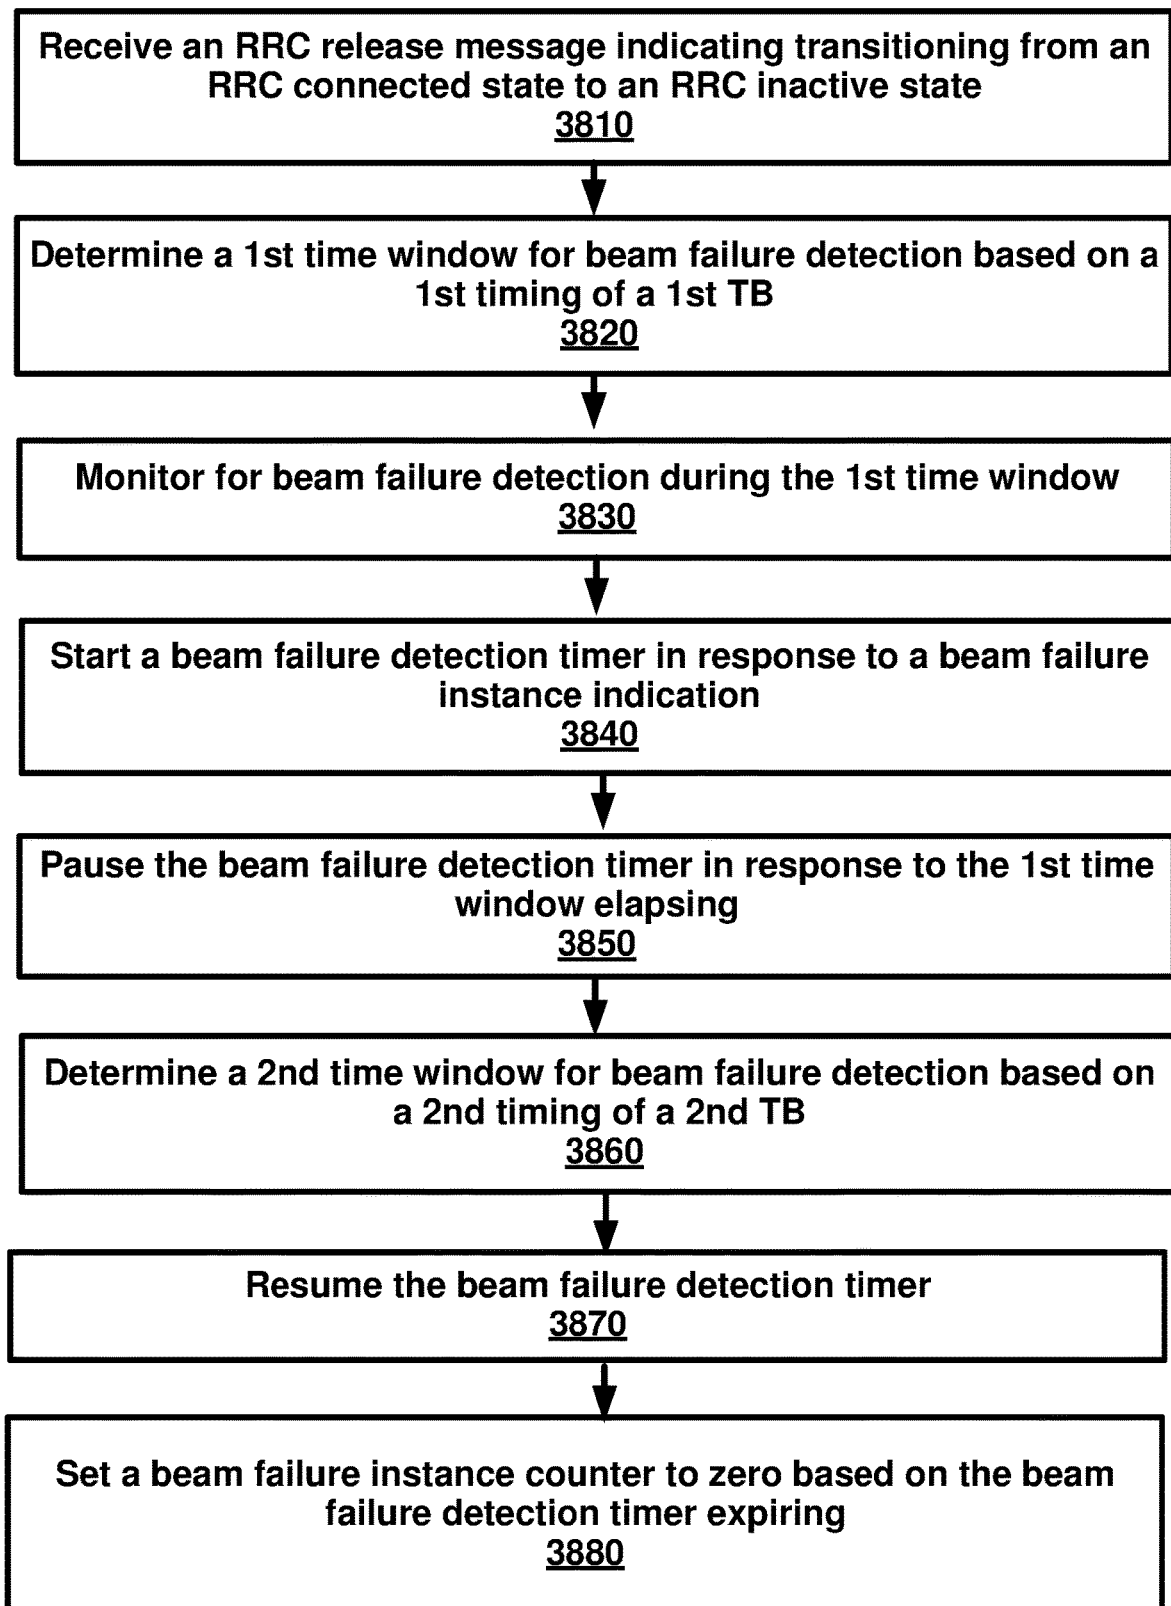 Receive an RRC release message indicating transitioning from an
RRC connected state to an RRC inactive state
3810
Determine a 1st time window for beam failure detection based on a
1st timing of a 1st TB
3820
Monitor for beam failure detection during the 1st time window
3830
Start a beam failure detection timer in response to a beam failure
instance indication
3840
Pause the beam failure detection timer in response to the 1st time
window elapsing
3850
Determine a 2nd time window for beam failure detection based on
a 2nd timing of a 2nd TB
3860
Resume the beam failure detection timer
3870
Set a beam failure instance counter to zero based on the beam
failure detection timer expiring
3880